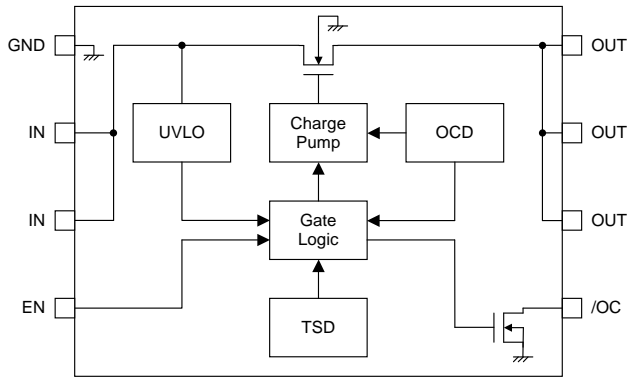 GND
OUT
IN
UVLO
Charge
Pump
OCD
OUT
IN
Gate
Logic
OUT
EN
TSD
/OC